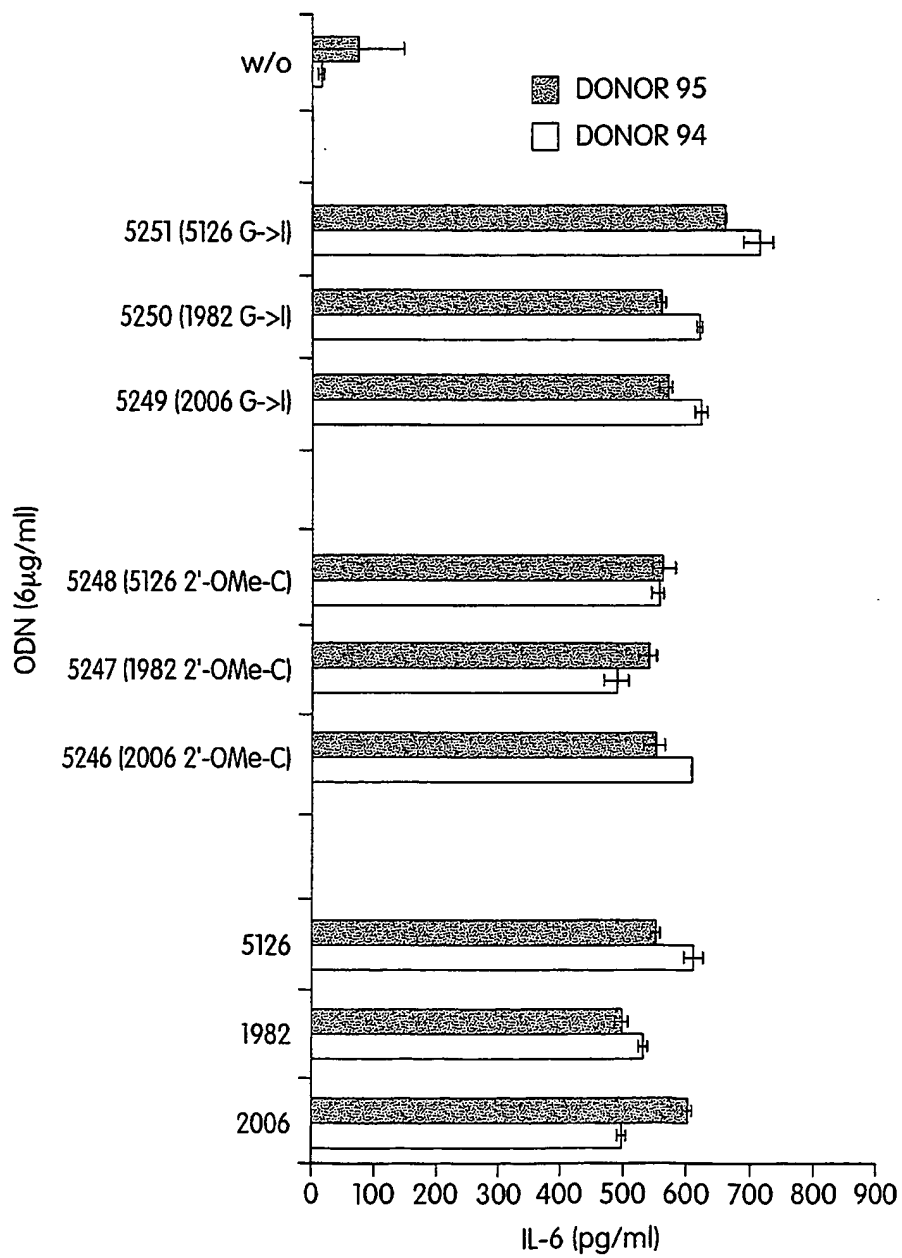 w/o
DONOR 95
DONOR 94
5251 (5126 G->I)
5250 (1982 G->I)
5249 (2006 G->I)
5248 (5126 2'-OMe-C)
5247 (1982 2'-OMe-C)
5246 (2006 2'-OMe-C)
5126
1982
2006
ODN (6µg/ml)
0 100 200 300 400 500 600 700 800 900
IL-6 (pg/ml)